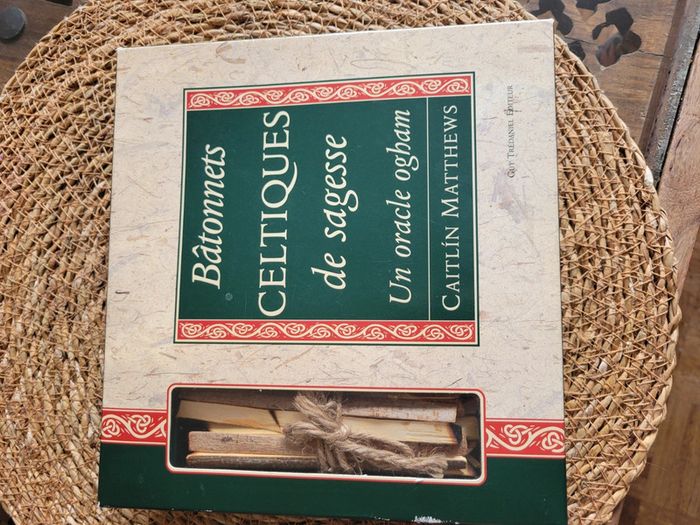 Bâtonnets
CELTIQUES
de sagesse
Un oracle ogham
CAITLÍN MATTHEWS
GUY TRÉDANIEL ÉDITEUR